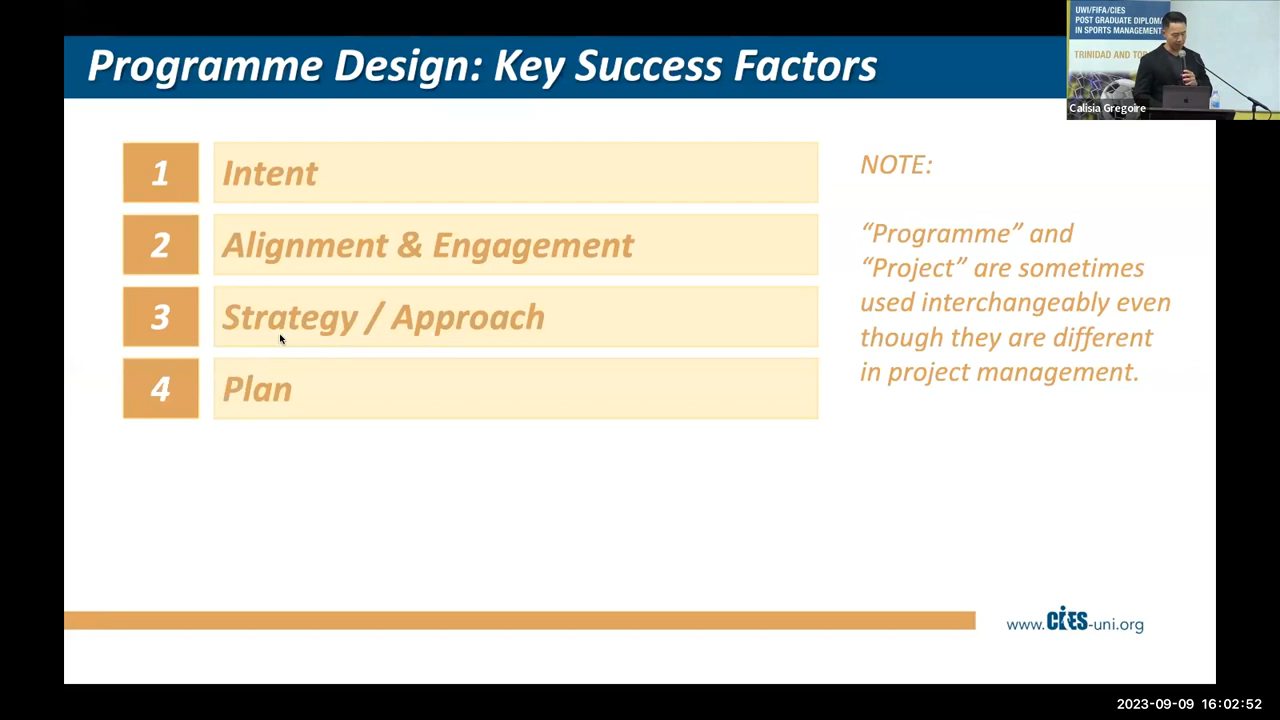 Programme Design: Key Success Factors
UWI/FIFA/CIES
POST GRADUATE DIPLOMA
IN SPORTS MANAGEMENT
TRINIDAD AND TO
Calisia Gregoire
1 Intent
2 Alignment & Engagement
3 Strategy / Approach
4 Plan
NOTE:
“Programme” and
“Project” are sometimes
used interchangeably even
though they are different
in project management.
www.CIES-uni.org
2023-09-09 16:02:52